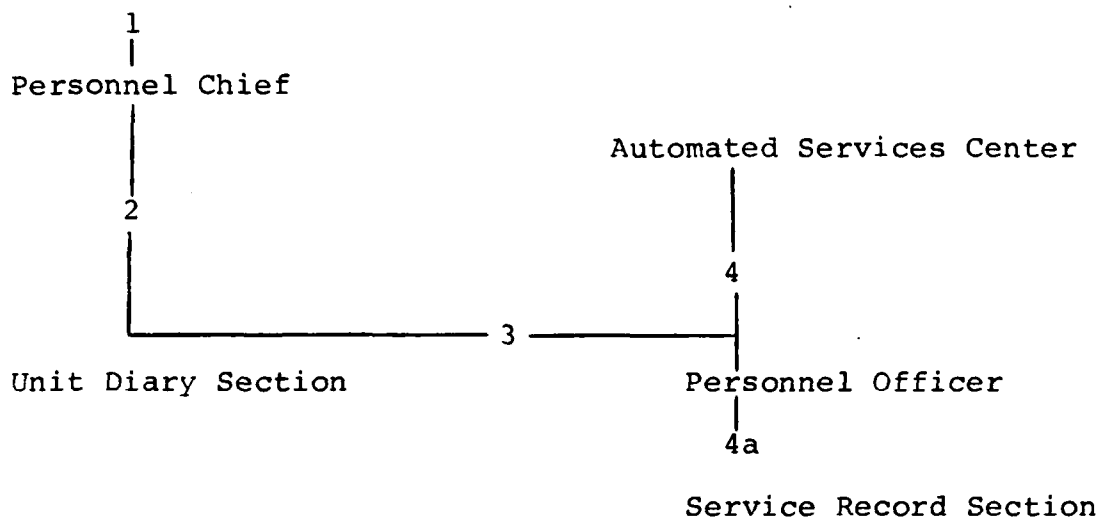 1
Personnel Chief
Automated Services Center
2
4
3
Unit Diary Section Personnel Officer
4a
Service Record Section